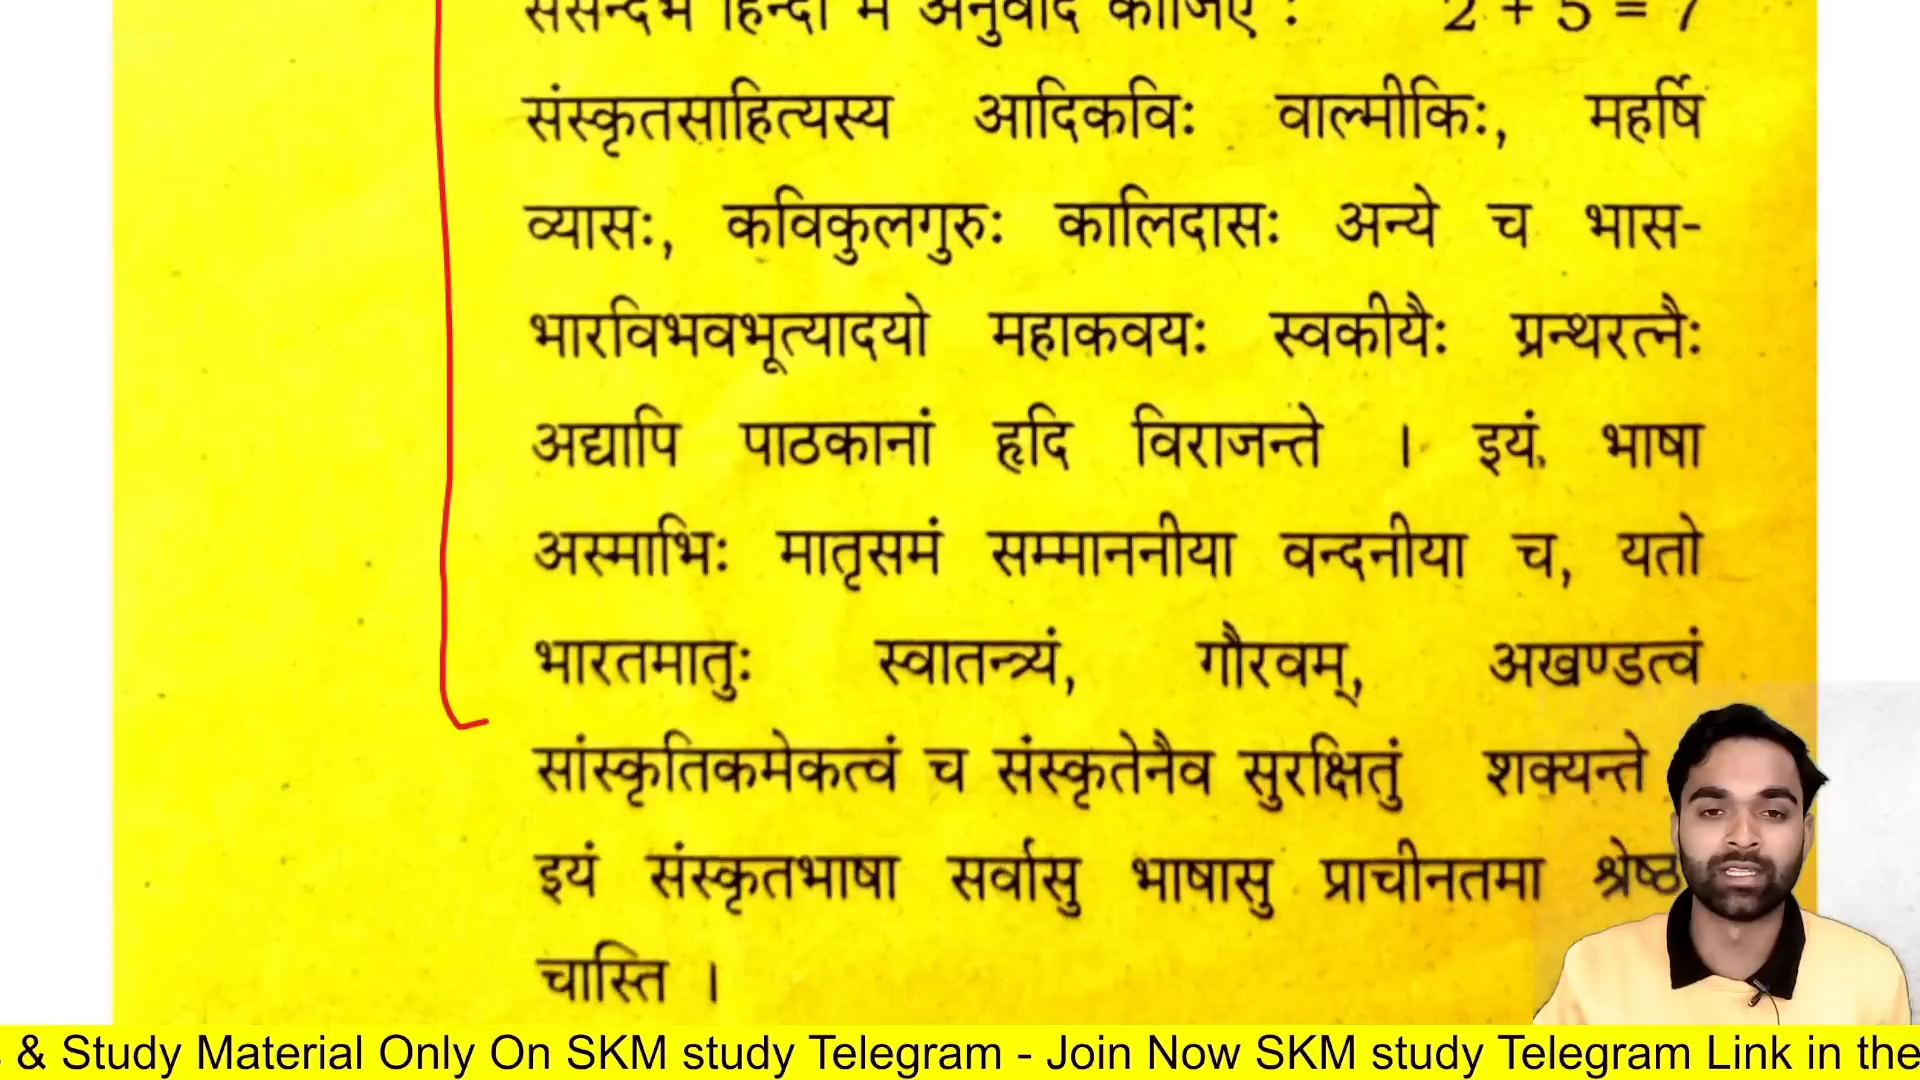 ससन्दर्भ हिन्दी में अनुवाद कीजिए : 2 + 5 = 7
संस्कृतसाहित्यस्य आदिकविः वाल्मीकिः, महर्षि
व्यासः, कविकुलगुरुः कालिदासः अन्ये च भास-
भारविभवभूत्यादयो महाकवयः स्वकीयैः ग्रन्थरत्नैः
अद्यापि पाठकानां हृदि विराजन्ते । इयं भाषा
अस्माभिः मातृसमं सम्माननीया वन्दनीया च, यतो
भारतमातुः स्वातन्त्र्यं, गौरवम्, अखण्डत्वं
सांस्कृतिकमेकत्वं च संस्कृतेनैव सुरक्षितुं शक्यन्ते
इयं संस्कृतभाषा सर्वासु भाषासु प्राचीनतमा
चास्ति ।
& Study Material Only On SKM study Telegram - Join Now SKM study Telegram Link in the